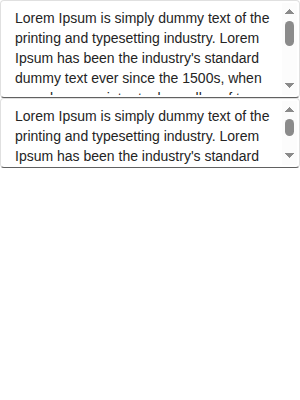 Lorem Ipsum is simply dummy text of the
printing and typesetting industry. Lorem
Ipsum has been the industry's standard
dummy text ever since the 1500s, when
Lorem Ipsum is simply dummy text of the
printing and typesetting industry. Lorem
Ipsum has been the industry's standard